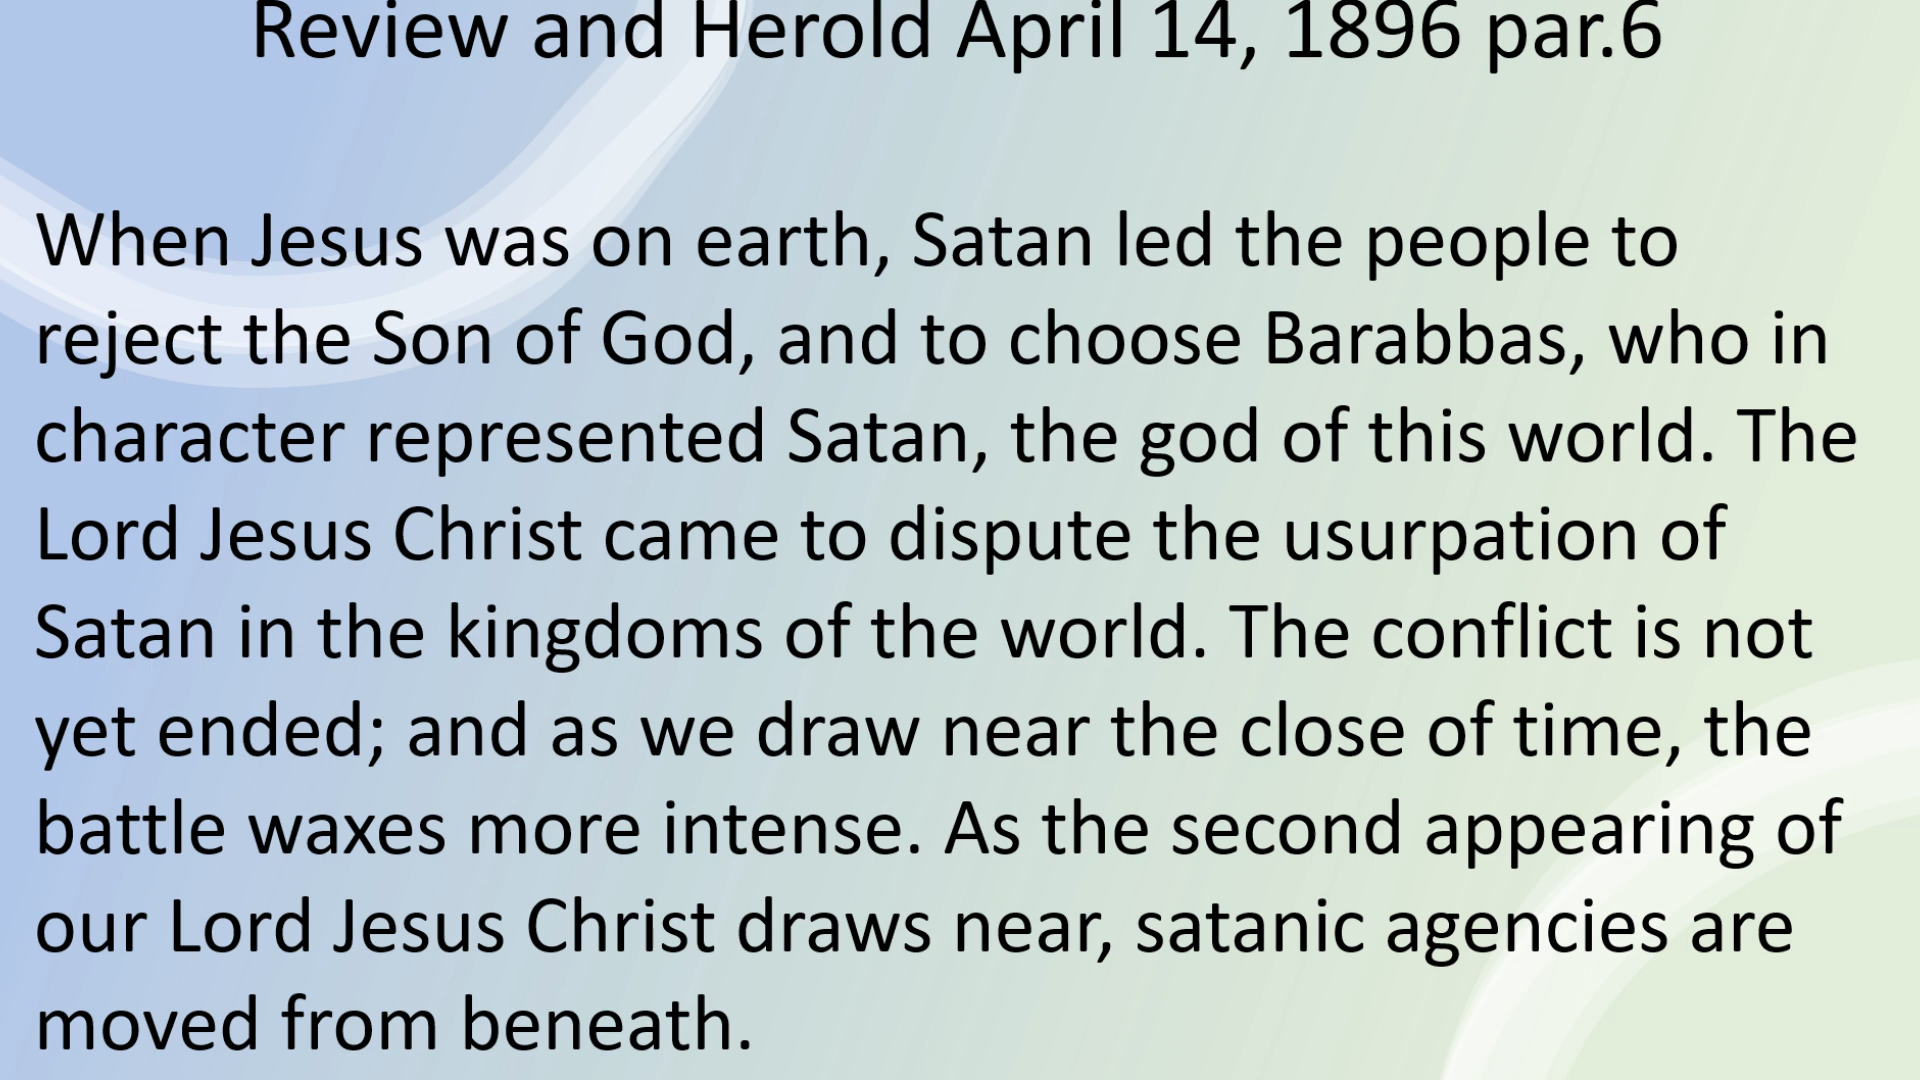 Review and Herold April 14, 1896 par.6
When Jesus was on earth, Satan led the people to
reject the Son of God, and to choose Barabbas, who in
character represented Satan, the god of this world. The
Lord Jesus Christ came to dispute the usurpation of
Satan in the kingdoms of the world. The conflict is not
yet ended; and as we draw near the close of time, the
battle waxes more intense. As the second appearing of
our Lord Jesus Christ draws near, satanic agencies are
moved from beneath.